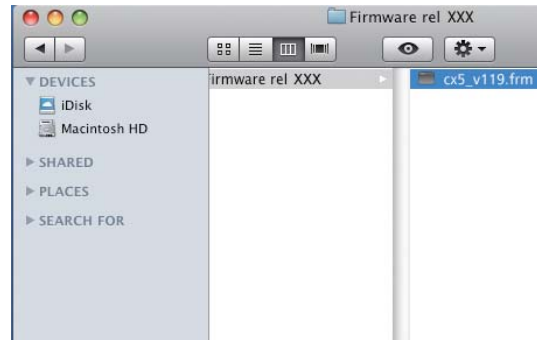 Firmware rel XXX
DEVICES
iDisk
Macintosh HD
SHARED
PLACES
SEARCH FOR
irmware rel XXX
cx5_v119.frm